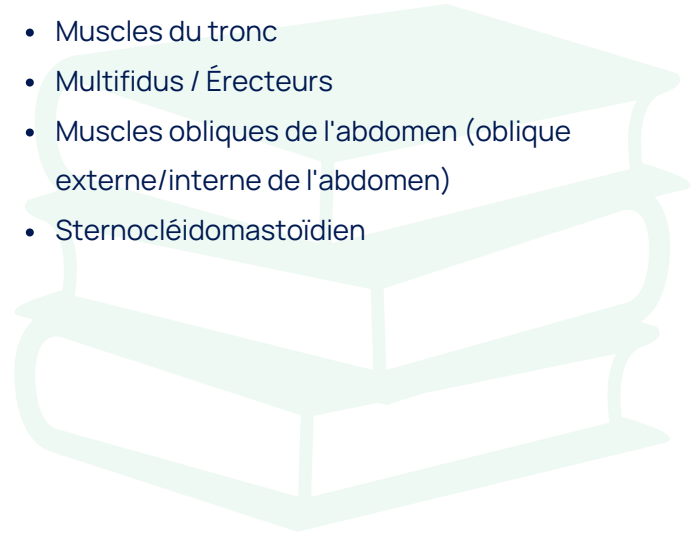 • Muscles du tronc
• Multifidus / Érecteurs
• Muscles obliques de l'abdomen (oblique
externe/interne de l'abdomen)
• Sternocléidomastoïdien